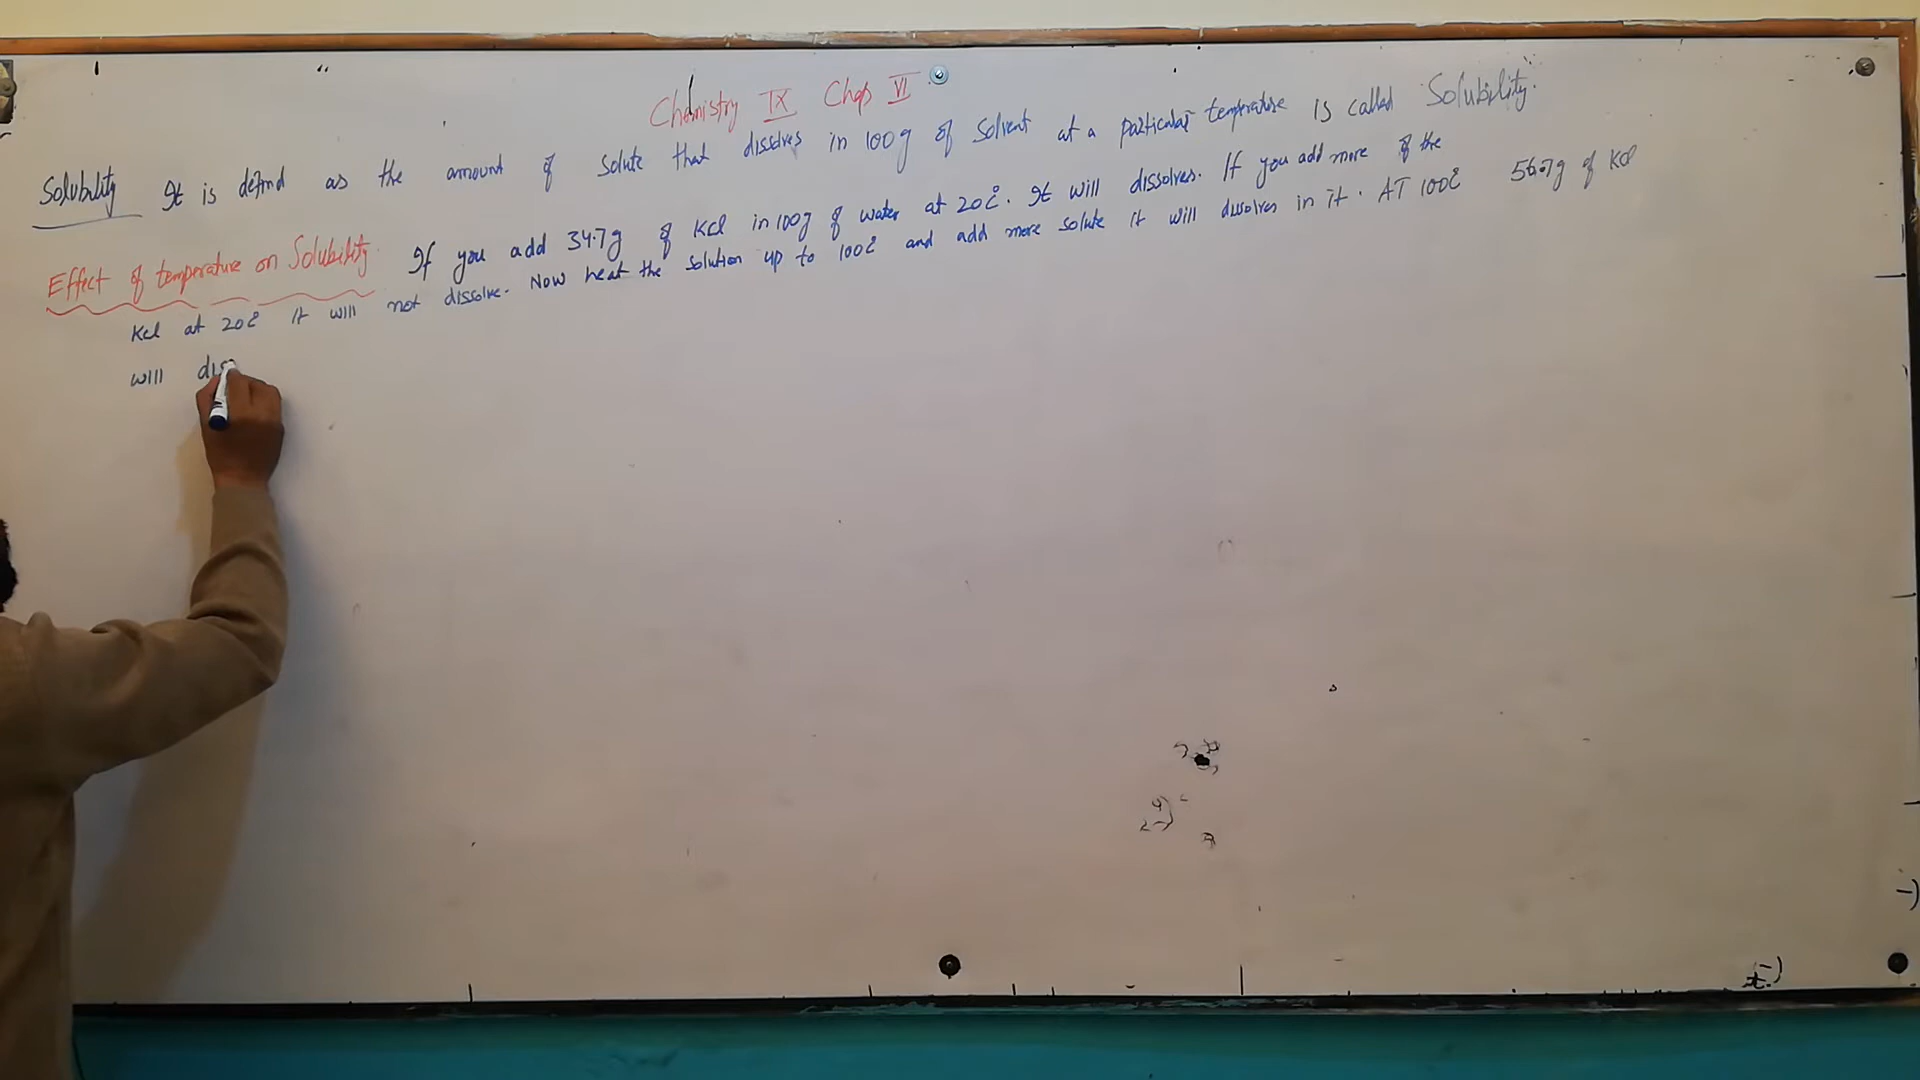 Chemistry IX Chap VI
Solubility It is defind as the amount of solute that dissolves in 100g of solvent at a particular temperature is called Solubility.
Effect of temperature on Solubility If you add 34.7g of KCl in 100g of water at 20°C. It will dissolves. If you add more of the
KCl at 20°C it will not dissolve. Now heat the solution up to 100°C and add more solute it will dissolves in it. AT 100°C 56.7g of KCl
will dis